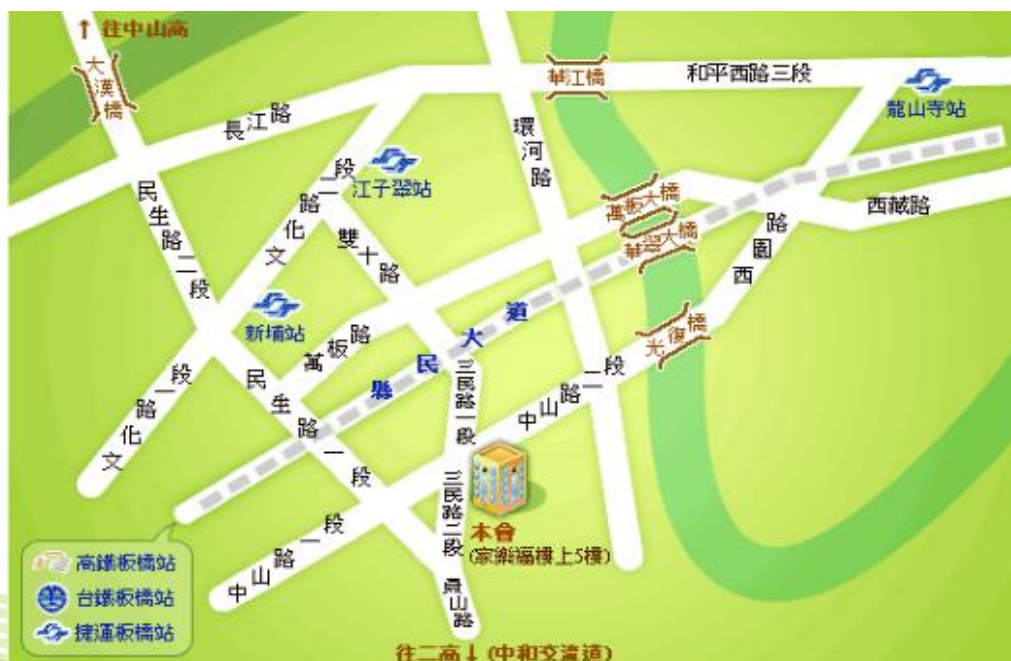 ↑ 往中山高
大漢橋
華江橋
和平西路三段
龍山寺站
長江路
環河路
江子翠站
民生路二段
文化路二段
雙十路
萬板大橋
華翠大橋
西藏路
西園路
新埔站
萬板路
縣民大道
光復橋
文化路一段
民生路一段
三民路一段
中山路二段
三民路二段
本會
(家樂福樓上5樓)
中山路一段
員山路
高鐵板橋站
台鐵板橋站
捷運板橋站
往二高↓(中和交流道)